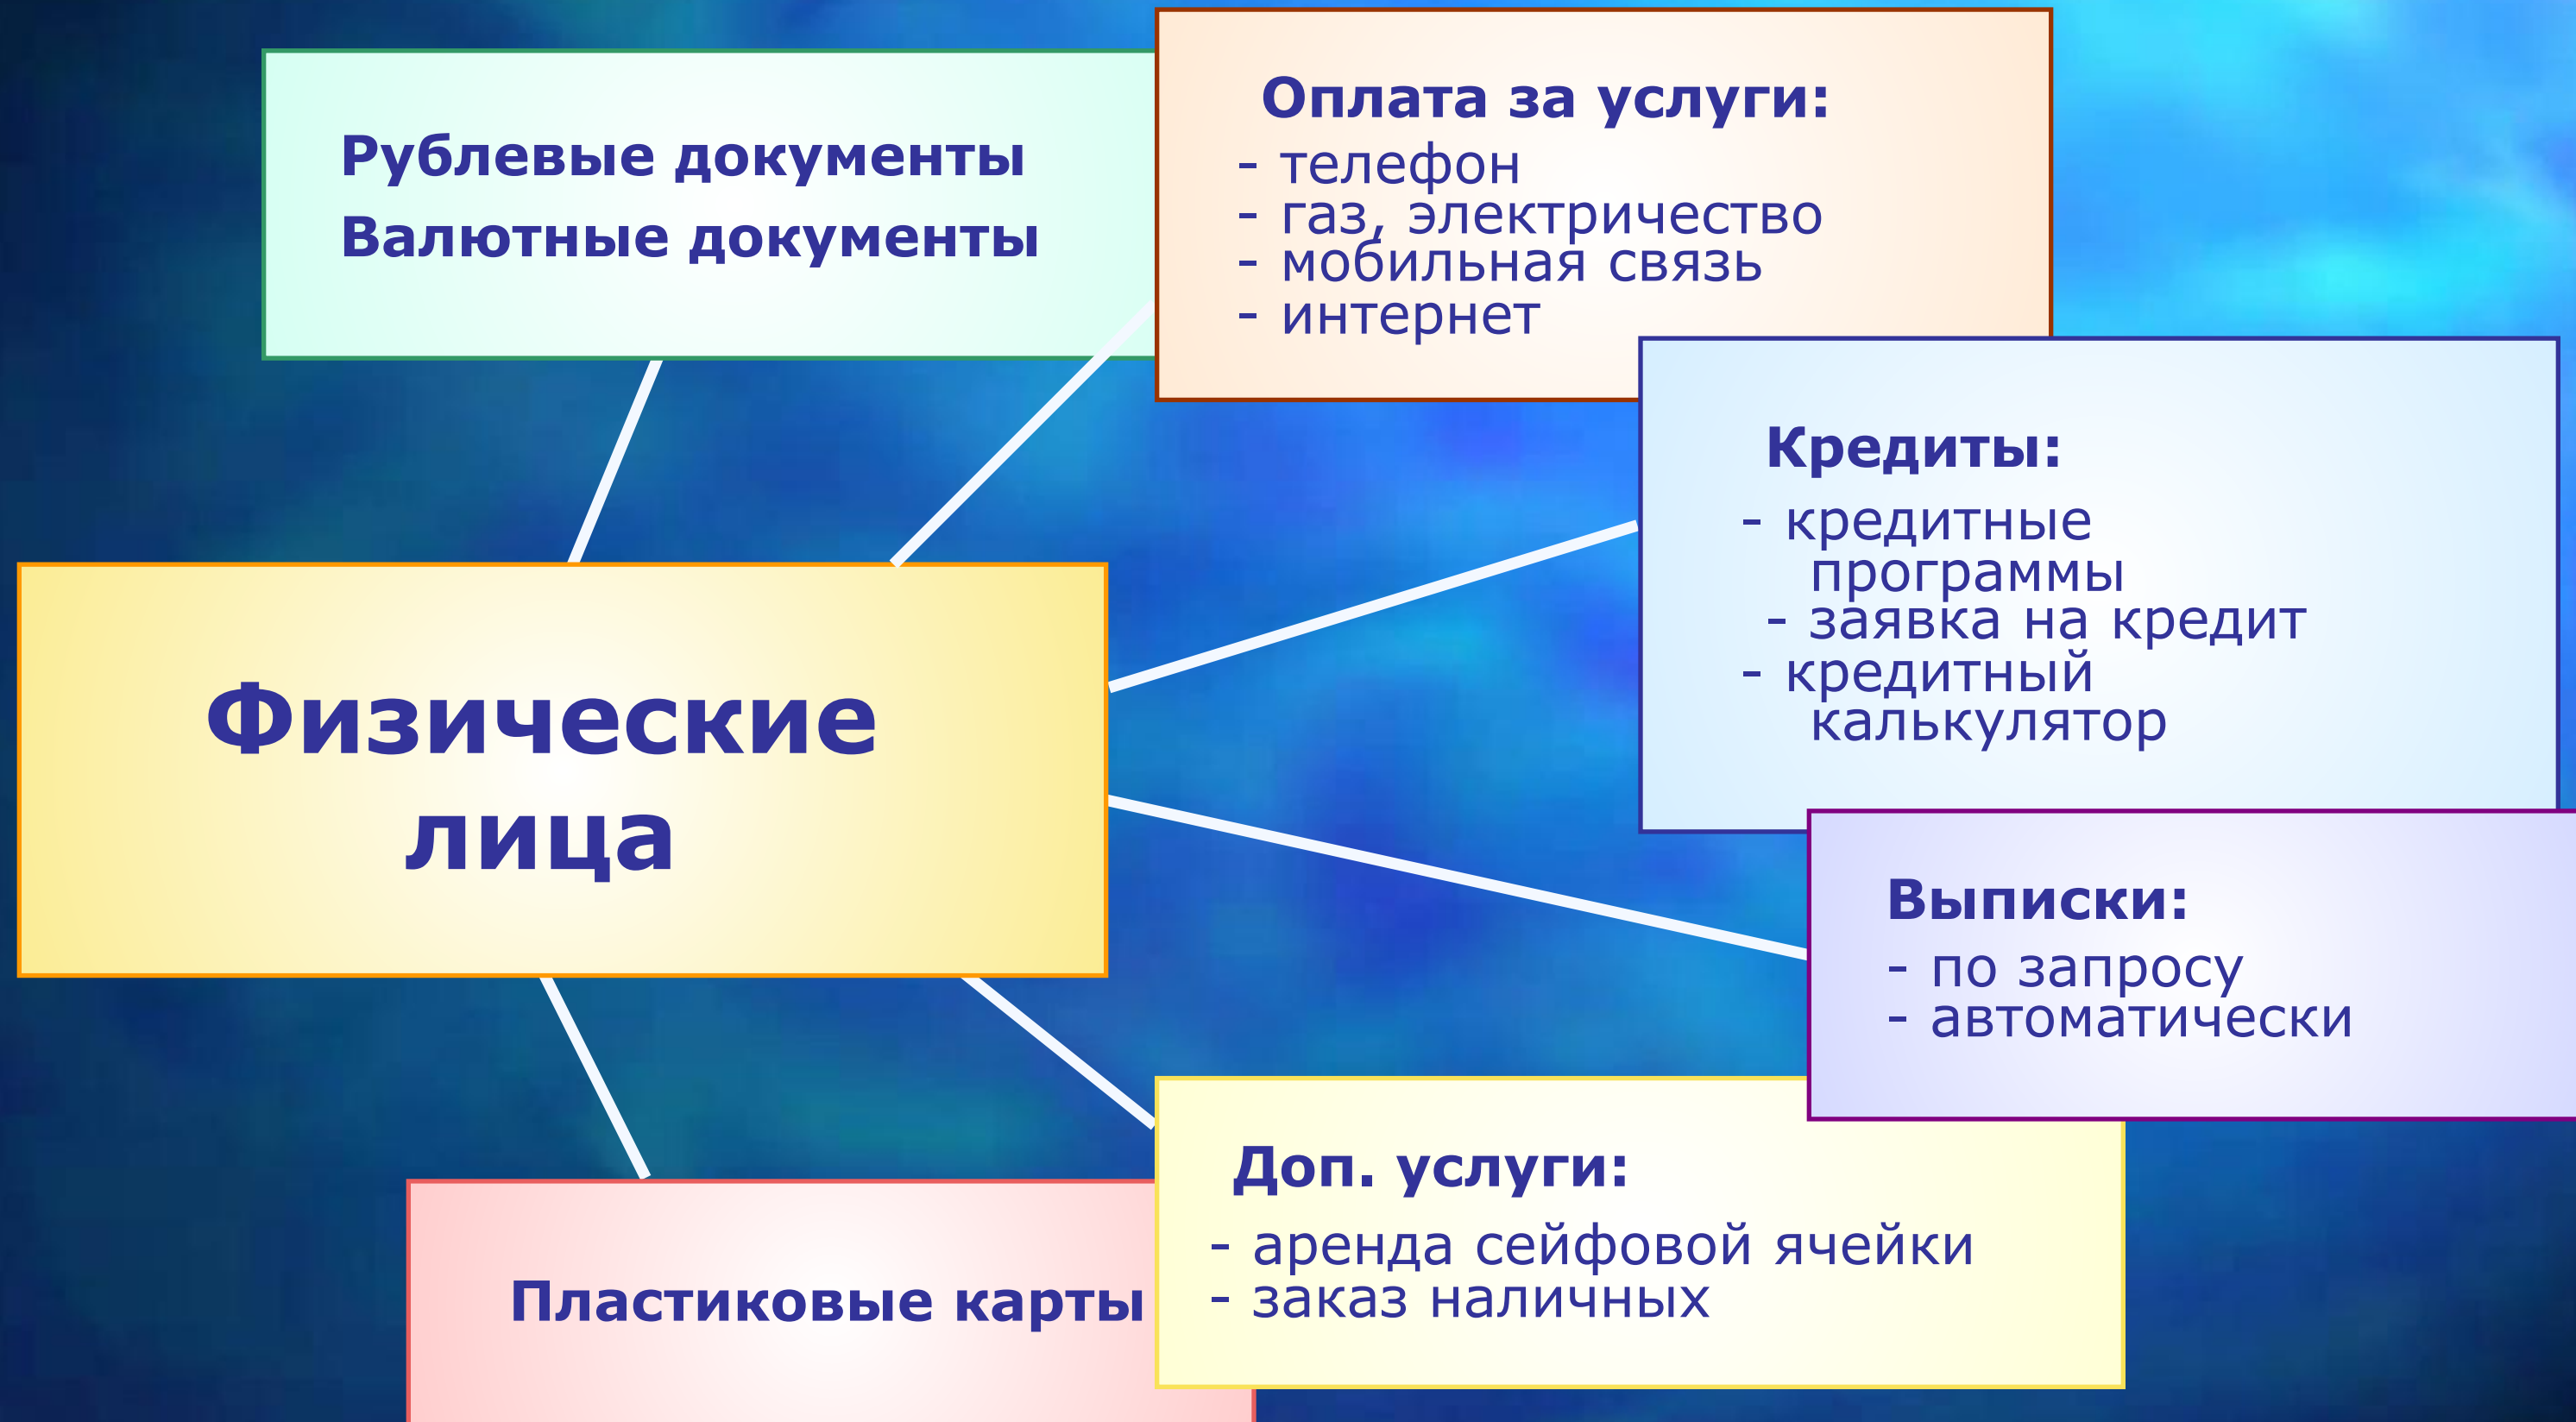 Рублевые документы
Валютные документы
Оплата за услуги:
- телефон
- газ, электричество
- мобильная связь
- интернет
Кредиты:
- кредитные
программы
- заявка на кредит
- кредитный
калькулятор
Физические
лица
Выписки:
- по запросу
- автоматически
Доп. услуги:
- аренда сейфовой ячейки
- заказ наличных
Пластиковые карты